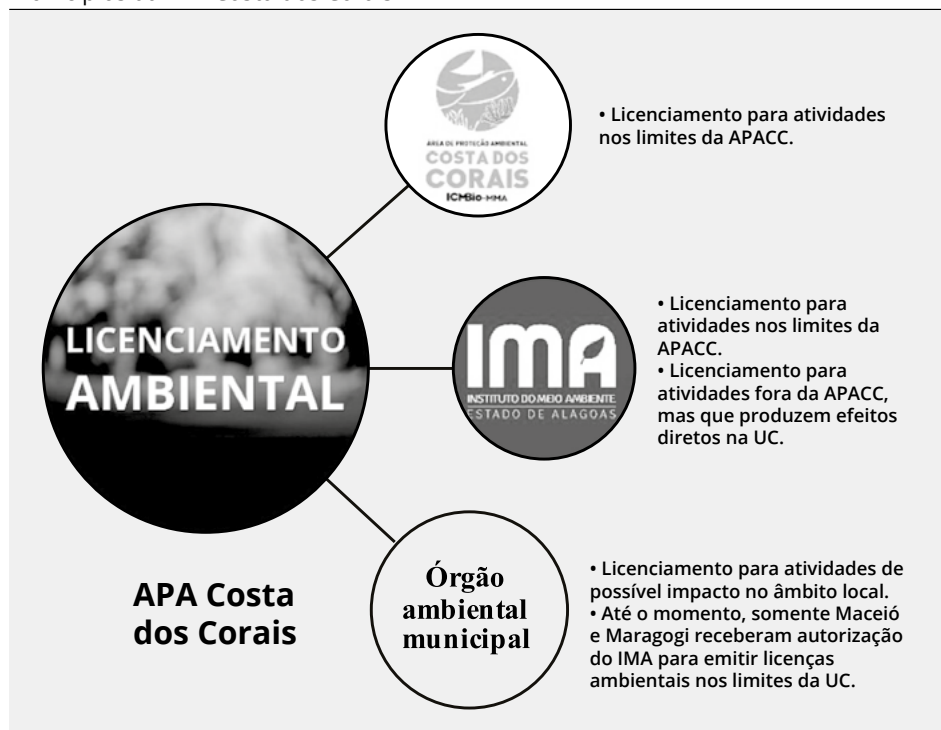 ÁREA DE PROTEÇÃO AMBIENTAL
COSTA DOS
CORAIS
ICMBio-MMA
• Licenciamento para atividades
nos limites da APACC.
LICENCIAMENTO
AMBIENTAL
IMA
INSTITUTO DO MEIO AMBIENTE
ESTADO DE ALAGOAS
• Licenciamento para
atividades nos limites da
APACC.
• Licenciamento para
atividades fora da APACC,
mas que produzem efeitos
diretos na UC.
APA Costa
dos Corais
Órgão
ambiental
municipal
• Licenciamento para atividades de
possível impacto no âmbito local.
• Até o momento, somente Maceió
e Maragogi receberam autorização
do IMA para emitir licenças
ambientais nos limites da UC.